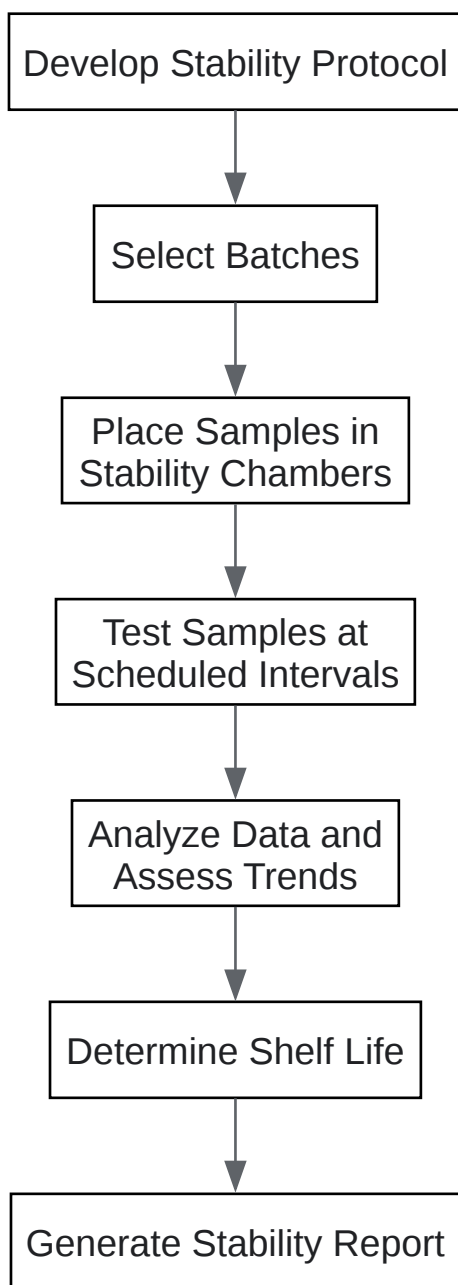 Develop Stability Protocol
Select Batches
Place Samples in
Stability Chambers
Test Samples at
Scheduled Intervals
Analyze Data and
Assess Trends
Determine Shelf Life
Generate Stability Report